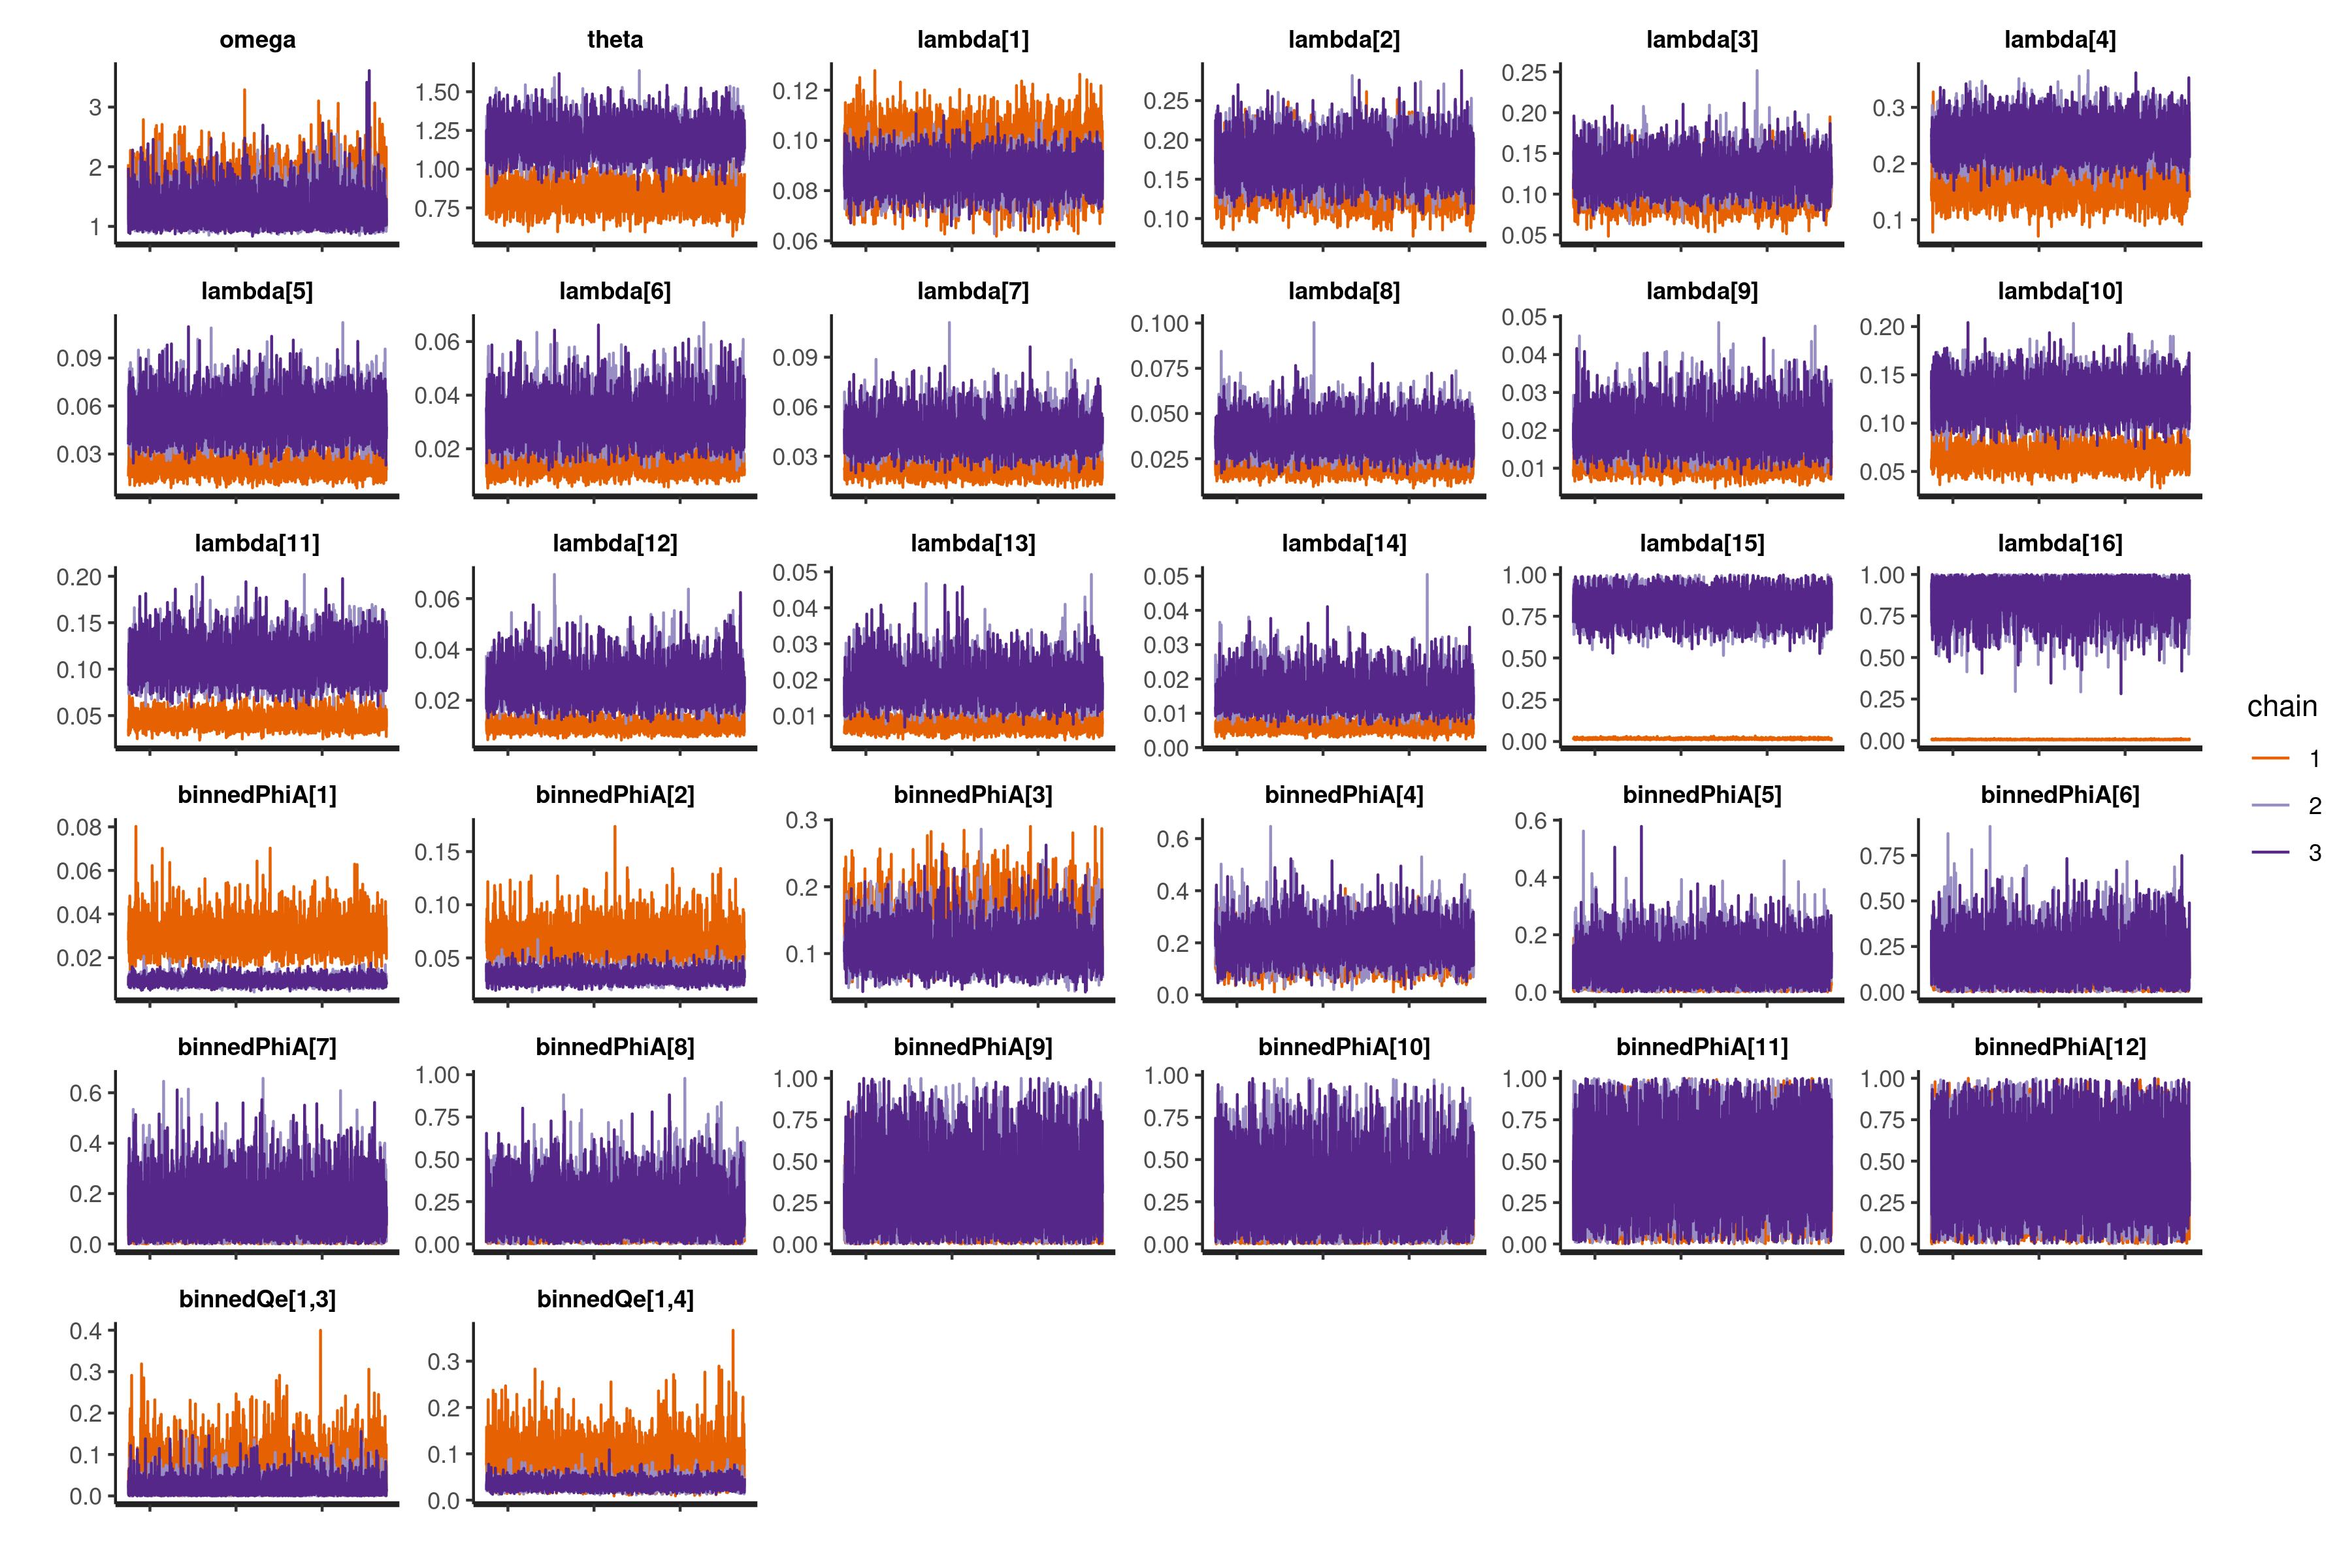 omega theta lambda[1] lambda[2] lambda[3] lambda[4]
3 2 1
1.50 1.25 1.00 0.75
0.12 0.10 0.08 0.06
0.25 0.20 0.15 0.10
0.25 0.20 0.15 0.10 0.05
0.3 0.2 0.1
lambda[5] lambda[6] lambda[7] lambda[8] lambda[9] lambda[10]
0.09 0.06 0.03
0.06 0.04 0.02
0.09 0.06 0.03
0.100 0.075 0.050 0.025
0.05 0.04 0.03 0.02 0.01
0.20 0.15 0.10 0.05
lambda[11] lambda[12] lambda[13] lambda[14] lambda[15] lambda[16]
0.20 0.15 0.10 0.05
0.06 0.04 0.02
0.05 0.04 0.03 0.02 0.01
0.05 0.04 0.03 0.02 0.01 0.00
1.00 0.75 0.50 0.25 0.00
1.00 0.75 0.50 0.25 0.00
binnedPhiA[1] binnedPhiA[2] binnedPhiA[3] binnedPhiA[4] binnedPhiA[5] binnedPhiA[6]
0.08 0.06 0.04 0.02
0.15 0.10 0.05
0.3 0.2 0.1
0.6 0.4 0.2 0.0
0.6 0.4 0.2 0.0
0.75 0.50 0.25 0.00
binnedPhiA[7] binnedPhiA[8] binnedPhiA[9] binnedPhiA[10] binnedPhiA[11] binnedPhiA[12]
0.6 0.4 0.2 0.0
1.00 0.75 0.50 0.25 0.00
1.00 0.75 0.50 0.25 0.00
1.00 0.75 0.50 0.25 0.00
1.00 0.75 0.50 0.25 0.00
1.00 0.75 0.50 0.25 0.00
binnedQe[1,3] binnedQe[1,4]
0.4 0.3 0.2 0.1 0.0
0.3 0.2 0.1 0.0
chain
1
2
3